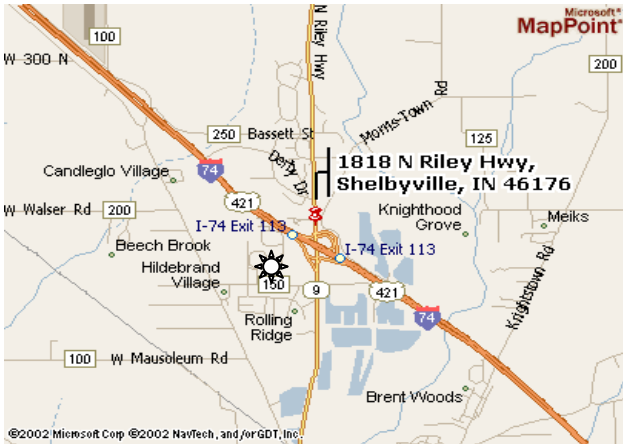 Microsoft®
MapPoint®
100
N Riley Hwy
W 300 N
200
Morris-Town Rd
250
Bassett St
125
Derby Dr
1818 N Riley Hwy,
Shelbyville, IN 46176
Candleglo Village
74
421
W Walser Rd
200
I-74 Exit 113
Knighthood
Grove
Meiks
Beech Brook
I-74 Exit 113
Hildebrand
Village
150
9
421
Knightstown Rd
74
Rolling
Ridge
100
W Mausoleum Rd
Brent Woods
©2002 Microsoft Corp ©2002 NavTech, and/or GDT, Inc.